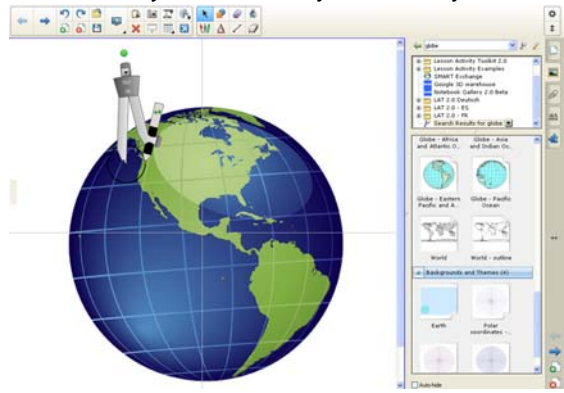 globe
Lesson Activity Toolkit 2.0
Lesson Activity Examples
SMART Exchange
Google 3D warehouse
Notebook Gallery 2.0 Beta
LAT 2.0 Deutsch
LAT 2.0 - ES
LAT 2.0 - FR
Search Results for globe
Globe - Africa
and Atlantic O...
Globe - Asia
and Indian Oc...
Globe - Eastern
Pacific and A...
Globe - Pacific
Ocean
World
World - outline
Backgrounds and Themes (4)
Earth
Polar
coordinates -...
Auto-hide